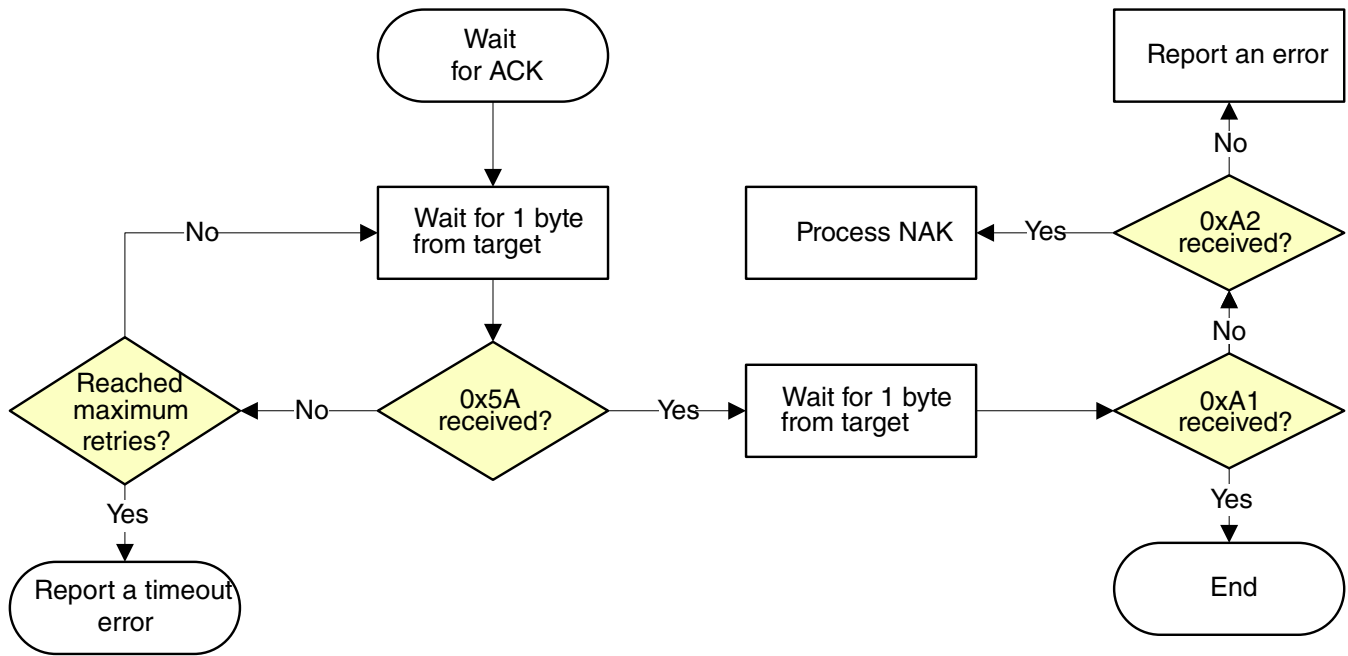 Wait
for ACK
Report an error
No
Wait for 1 byte
from target
No
Process NAK
Yes
0xA2
received?
No
Reached
maximum
retries?
No
0x5A
received?
Yes
Wait for 1 byte
from target
0xA1
received?
Yes
Yes
Report a timeout
error
End